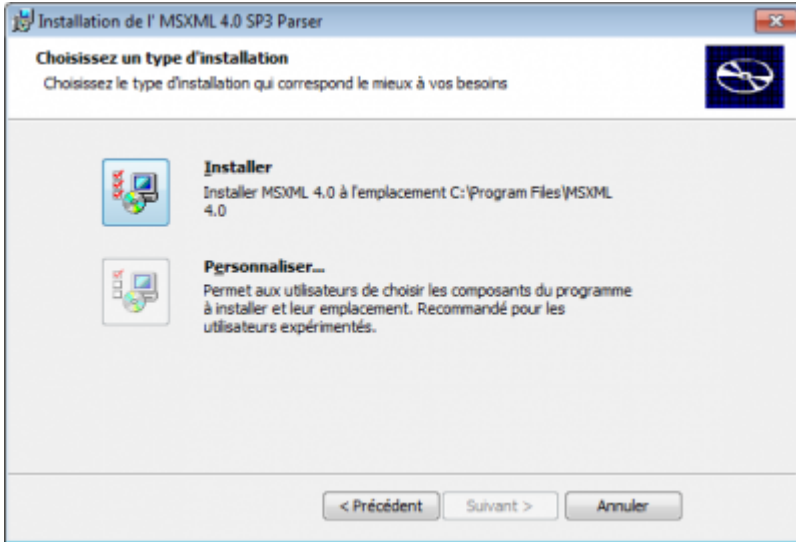 Installation de l' MSXML 4.0 SP3 Parser
Choisissez un type d'installation
Choisissez le type d'installation qui correspond le mieux à vos besoins
Installer
Installer MSXML 4.0 à l'emplacement C:\Program Files\MSXML
4.0
Personnaliser...
Permet aux utilisateurs de choisir les composants du programme
à installer et leur emplacement. Recommandé pour les
utilisateurs expérimentés.
< Précédent
Suivant >
Annuler